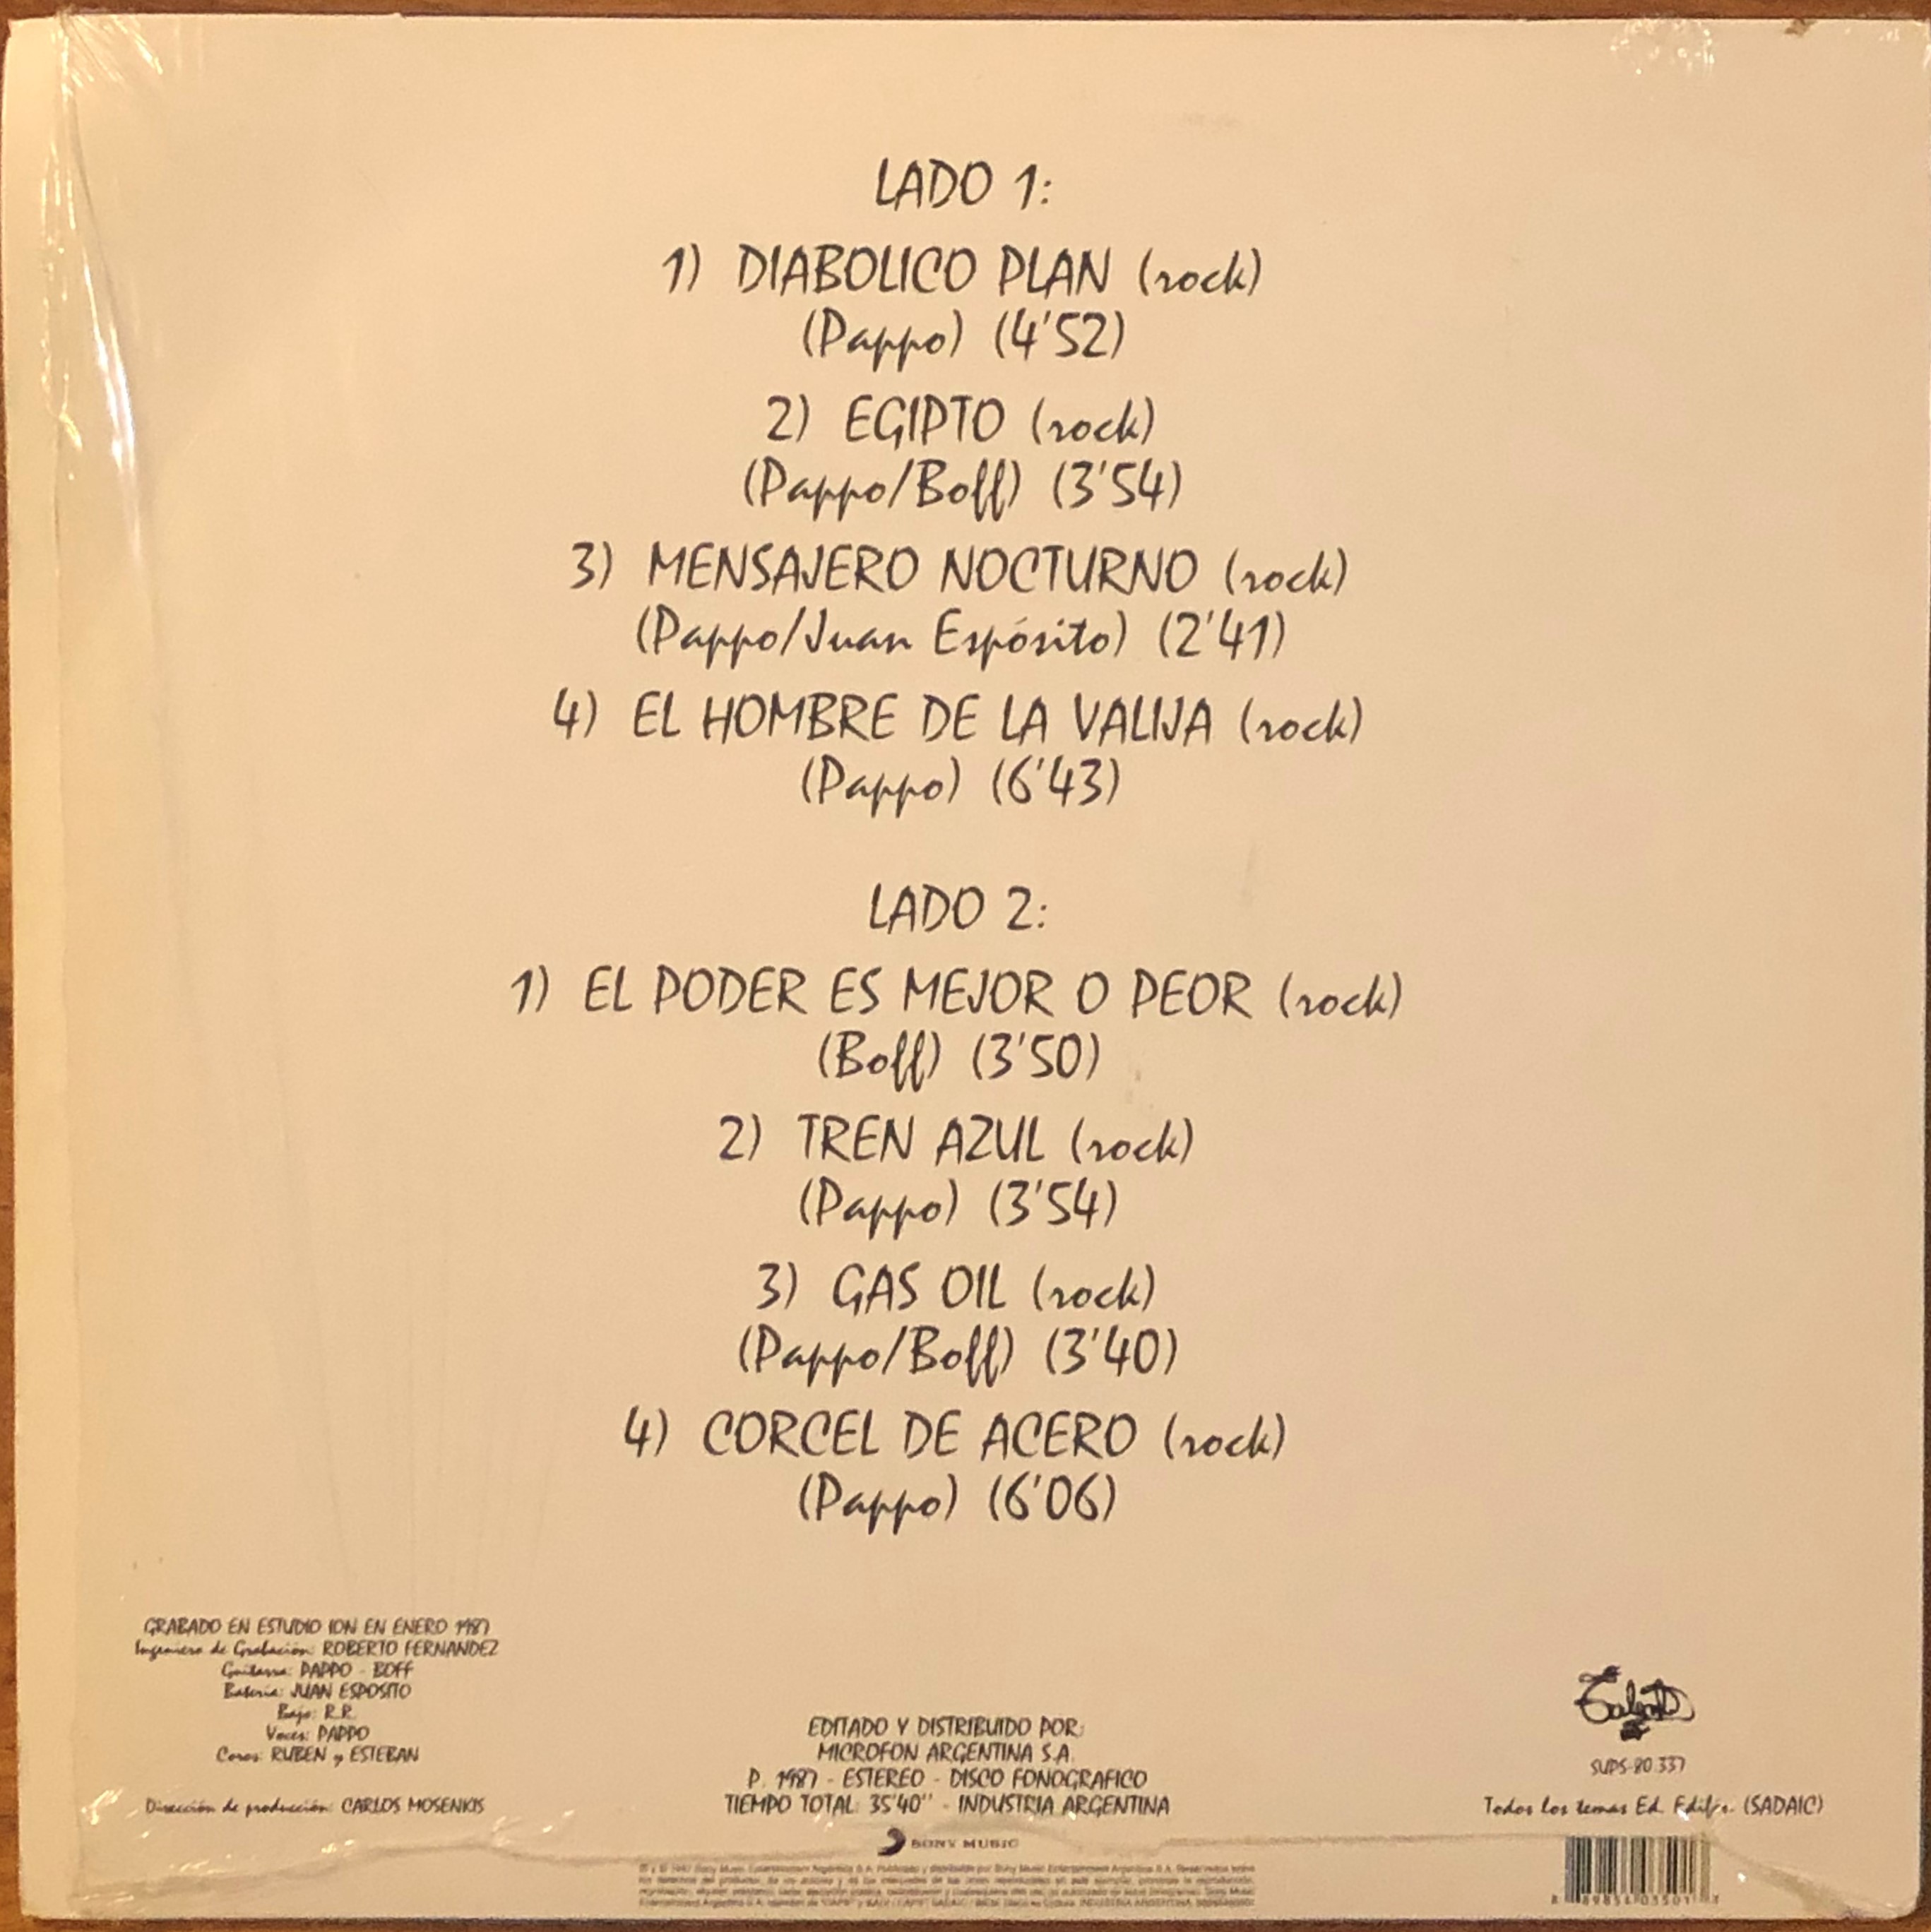 LADO 1:
1) DIABOLICO PLAN (rock)
(Pappo) (4'52)
2) EGIPTO (rock)
(Pappo/Boff) (3'54)
3) MENSAJERO NOCTURNO (rock)
(Pappo/Juan Espósito) (2'41)
4) EL HOMBRE DE LA VALIJA (rock)
(Pappo) (6'43)
LADO 2:
1) EL PODER ES MEJOR O PEOR (rock)
(Boff) (3'50)
2) TREN AZUL (rock)
(Pappo) (3'54)
3) GAS OIL (rock)
(Pappo/Boff) (3'40)
4) CORCEL DE ACERO (rock)
(Pappo) (6'06)
GRABADO EN ESTUDIO ION EN ENERO 1987
Ingeniero de Grabación: ROBERTO FERNANDEZ
Guitarra: PAPPO - BOFF
Batería: JUAN ESPOSITO
Bajo: R.R.
Voces: PAPPO
Coros: RUBEN y ESTEBAN
Dirección de producción: CARLOS MOSENKIS
EDITADO Y DISTRIBUIDO POR:
MICROFON ARGENTINA S.A.
P. 1987 - ESTEREO - DISCO FONOGRAFICO
TIEMPO TOTAL: 35'40'' - INDUSTRIA ARGENTINA
SONY MUSIC
SUPS-80.337
Todos los temas Ed. (SADAIC)